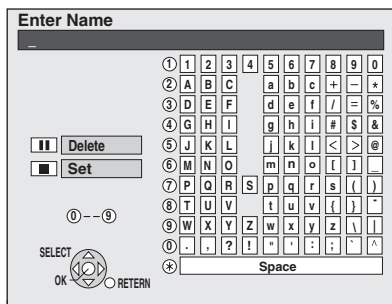 Enter Name
_
① 1 2 3 4 5 6 7 8 9 0
② A B C a b c + − *
③ D E F d e f / = %
④ G H I g h i # $ &
⑤ J K L j k l < > @
⑥ M N O m n o [ ] _
⑦ P Q R S p q r s ( )
⑧ T U V t u v { } ~
⑨ W X Y Z w x y z \ |
⓪ . , ? ! " ' : ; ` ^
✱ Space
Delete
Set
⓪--⑨
SELECT
OK
RETERN